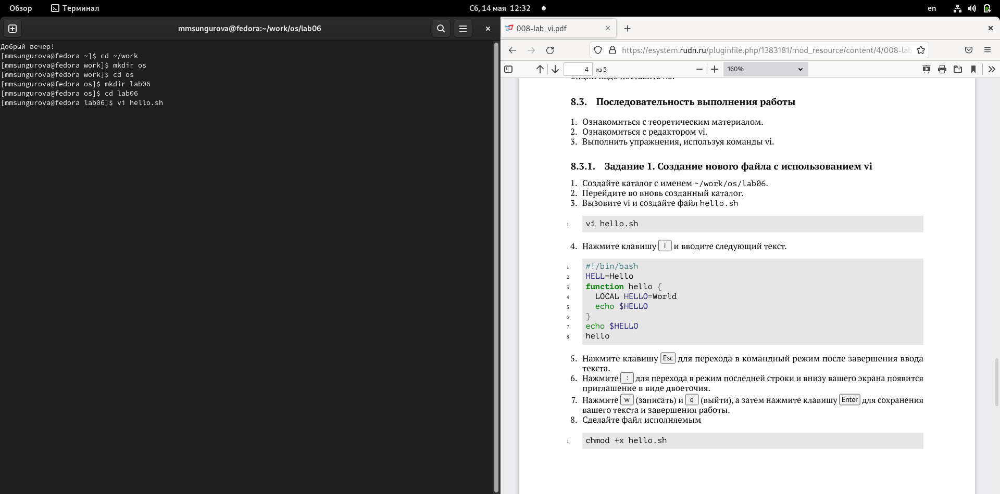 Обзор
Терминал
Сб, 14 мая 12:32
en
mmsungurova@fedora:~/work/os/lab06
Добрый вечер!
[mmsungurova@fedora ~]$ cd ~/work
[mmsungurova@fedora work]$ mkdir os
[mmsungurova@fedora work]$ cd os
[mmsungurova@fedora os]$ mkdir lab06
[mmsungurova@fedora os]$ cd lab06
[mmsungurova@fedora lab06]$ vi hello.sh
008-lab_vi.pdf
https://esystem.rudn.ru/pluginfile.php/1383181/mod_resource/content/4/008-lab
4 из 5
160%
8.3. Последовательность выполнения работы
1. Ознакомиться с теоретическим материалом.
2. Ознакомиться с редактором vi.
3. Выполнить упражнения, используя команды vi.
8.3.1. Задание 1. Создание нового файла с использованием vi
1. Создайте каталог с именем ~/work/os/lab06.
2. Перейдите во вновь созданный каталог.
3. Вызовите vi и создайте файл hello.sh
1 vi hello.sh
4. Нажмите клавишу i и вводите следующий текст.
1 #!/bin/bash
2 HELL=Hello
3 function hello {
4 LOCAL HELLO=World
5 echo $HELLO
6 }
7 echo $HELLO
8 hello
5. Нажмите клавишу Esc для перехода в командный режим после завершения ввода
текста.
6. Нажмите : для перехода в режим последней строки и внизу вашего экрана появится
приглашение в виде двоеточия.
7. Нажмите w (записать) и q (выйти), а затем нажмите клавишу Enter для сохранения
вашего текста и завершения работы.
8. Сделайте файл исполняемым
1 chmod +x hello.sh